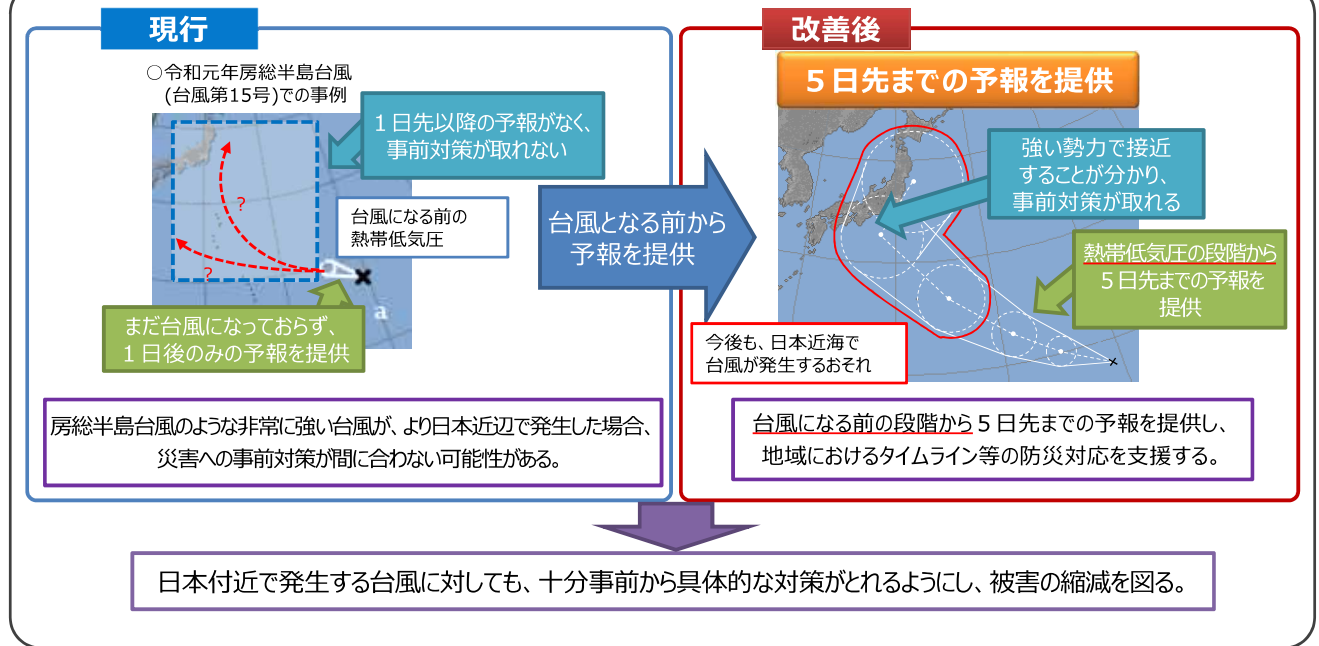 現行
○令和元年房総半島台風
(台風第15号)での事例
１日先以降の予報がなく、
事前対策が取れない
?
?
台風になる前の
熱帯低気圧
a
まだ台風になっておらず、
１日後のみの予報を提供
房総半島台風のような非常に強い台風が、より日本近辺で発生した場合、
災害への事前対策が間に合わない可能性がある。
台風となる前から
予報を提供
改善後
５日先までの予報を提供
強い勢力で接近
することが分かり、
事前対策が取れる
熱帯低気圧の段階から
５日先までの予報を
提供
今後も、日本近海で
台風が発生するおそれ
台風になる前の段階から５日先までの予報を提供し、
地域におけるタイムライン等の防災対応を支援する。
日本付近で発生する台風に対しても、十分事前から具体的な対策がとれるようにし、被害の縮減を図る。